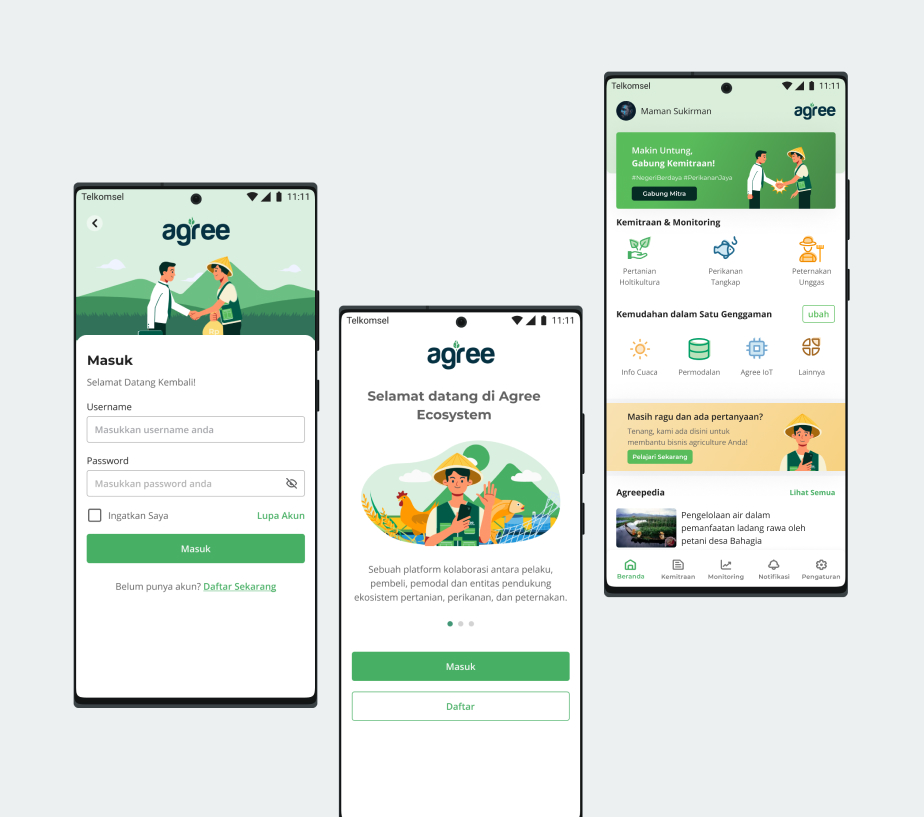 Telkomsel
11:11
agree
Masuk
Selamat Datang Kembali!
Username
Masukkan username anda
Password
Masukkan password anda
Ingatkan Saya
Lupa Akun
Masuk
Belum punya akun? Daftar Sekarang
Telkomsel
11:11
agree
Selamat datang di Agree
Ecosystem
Sebuah platform kolaborasi antara pelaku,
pembeli, pemodal dan entitas pendukung
ekosistem pertanian, perikanan, dan peternakan.
Masuk
Daftar
Telkomsel
11:11
Maman Sukirman
agree
Makin Untung,
Gabung Kemitraan!
#NegeriBerdaya #PerikananJaya
Gabung Mitra
Kemitraan & Monitoring
Pertanian
Holtikultura
Perikanan
Tangkap
Peternakan
Unggas
Kemudahan dalam Satu Genggaman
ubah
Info Cuaca
Permodalan
Agree IoT
Lainnya
Masih ragu dan ada pertanyaan?
Tenang, kami ada disini untuk
membantu bisnis agriculture Anda!
Pelajari Sekarang
Agreepedia
Lihat Semua
Pengelolaan air dalam
pemanfaatan ladang rawa oleh
petani desa Bahagia
Beranda
Kemitraan
Monitoring
Notifikasi
Pengaturan